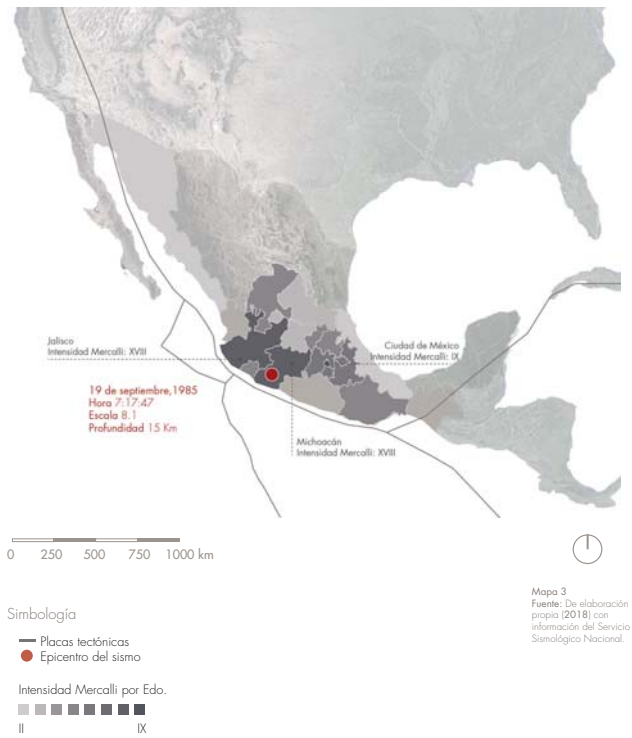 Jalisco
Intensidad Mercalli: XVIII
Ciudad de México
Intensidad Mercalli: IX
19 de septiembre,1985
Hora 7:17:47
Escala 8.1
Profundidad 15 Km
Michoacán
Intensidad Mercalli: XVIII
0 250 500 750 1000 km
Mapa 3
Fuente: De elaboración
propia (2018) con
información del Servicio
Sismológico Nacional.
Simbología
Placas tectónicas
Epicentro del sismo
Intensidad Mercalli por Edo.
II IX